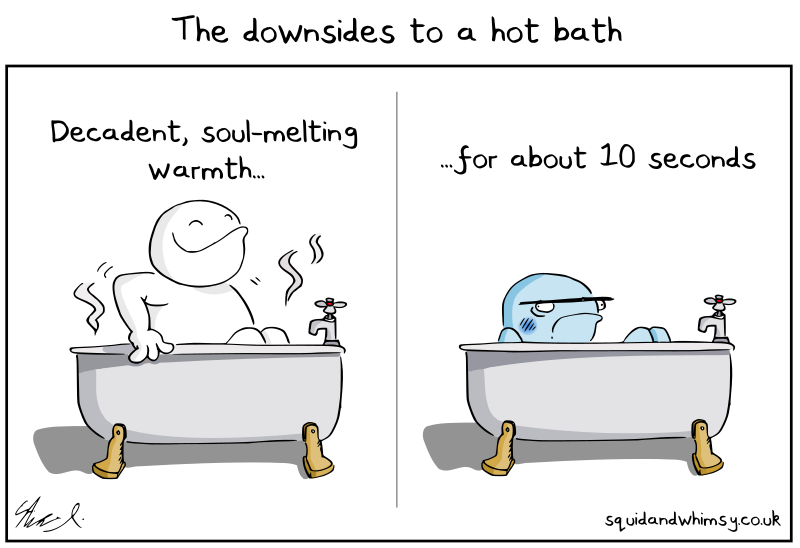 The downsides to a hot bath
Decadent, soul-melting
warmth...
...for about 10 seconds
squidandwhimsy.co.uk